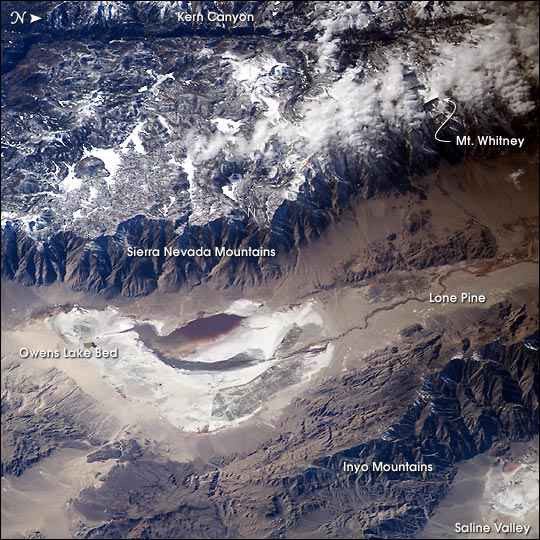 N
Kern Canyon
Mt. Whitney
Sierra Nevada Mountains
Lone Pine
Owens Lake Bed
Inyo Mountains
Saline Valley